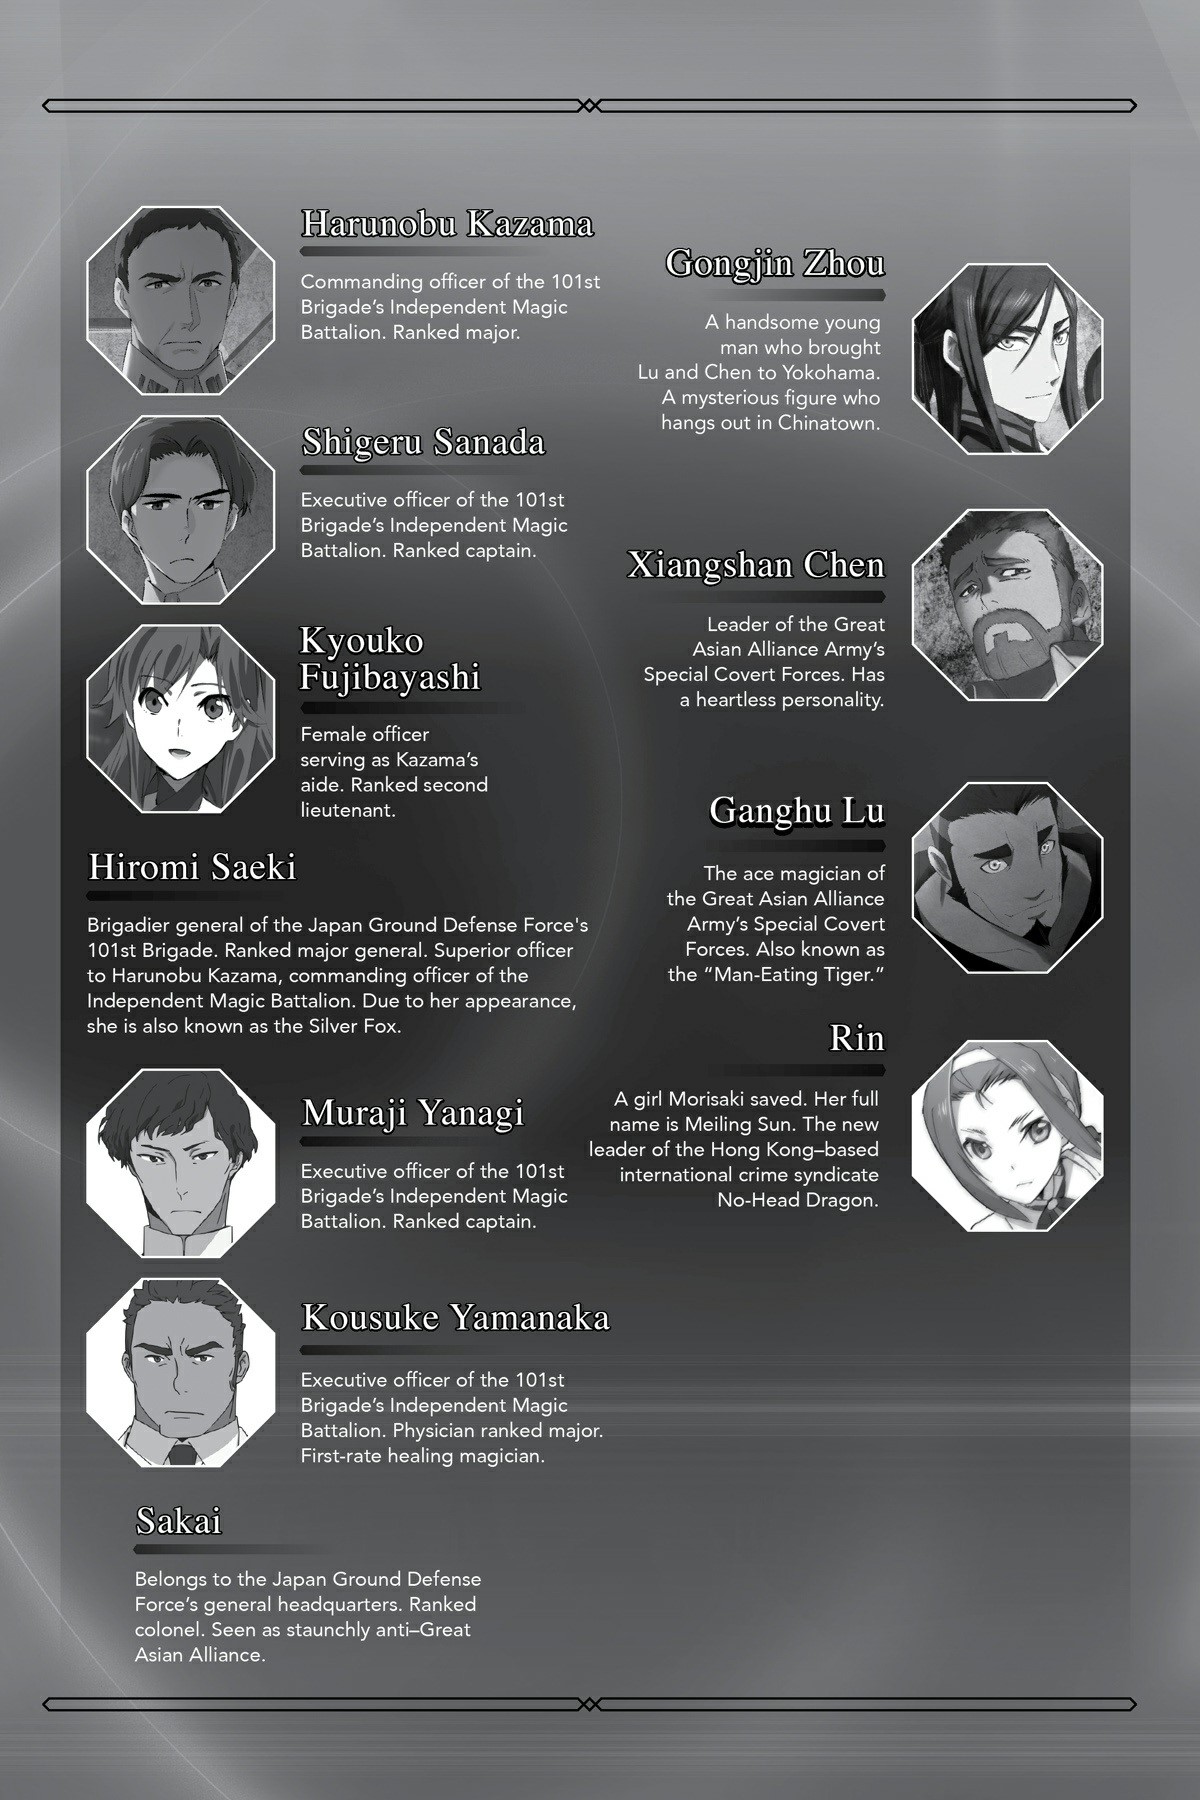 Harunobu Kazama
Commanding officer of the 101st
Brigade’s Independent Magic
Battalion. Ranked major.
Shigeru Sanada
Executive officer of the 101st
Brigade’s Independent Magic
Battalion. Ranked captain.
Kyouko
Fujibayashi
Female officer
serving as Kazama’s
aide. Ranked second
lieutenant.
Hiromi Saeki
Brigadier general of the Japan Ground Defense Force's
101st Brigade. Ranked major general. Superior officer
to Harunobu Kazama, commanding officer of the
Independent Magic Battalion. Due to her appearance,
she is also known as the Silver Fox.
Muraji Yanagi
Executive officer of the 101st
Brigade’s Independent Magic
Battalion. Ranked captain.
Kousuke Yamanaka
Executive officer of the 101st
Brigade’s Independent Magic
Battalion. Physician ranked major.
First-rate healing magician.
Sakai
Belongs to the Japan Ground Defense
Force’s general headquarters. Ranked
colonel. Seen as staunchly anti–Great
Asian Alliance.
Gongjin Zhou
A handsome young
man who brought
Lu and Chen to Yokohama.
A mysterious figure who
hangs out in Chinatown.
Xiangshan Chen
Leader of the Great
Asian Alliance Army’s
Special Covert Forces. Has
a heartless personality.
Ganghu Lu
The ace magician of
the Great Asian Alliance
Army’s Special Covert
Forces. Also known as
the “Man-Eating Tiger.”
Rin
A girl Morisaki saved. Her full
name is Meiling Sun. The new
leader of the Hong Kong–based
international crime syndicate
No-Head Dragon.